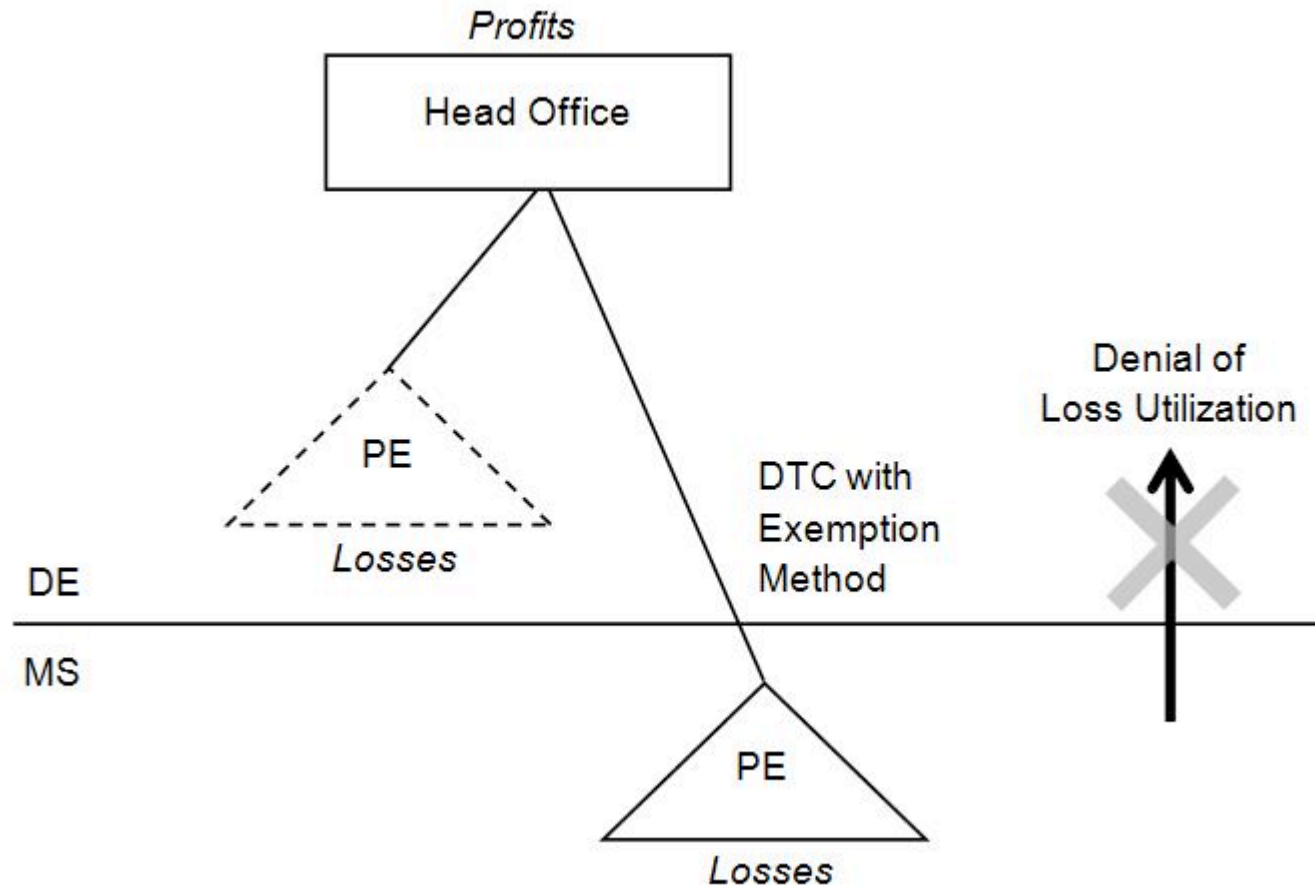 Profits
Head Office
PE
Losses
Denial of
Loss Utilization
DTC with
Exemption
Method
DE
MS
PE
Losses